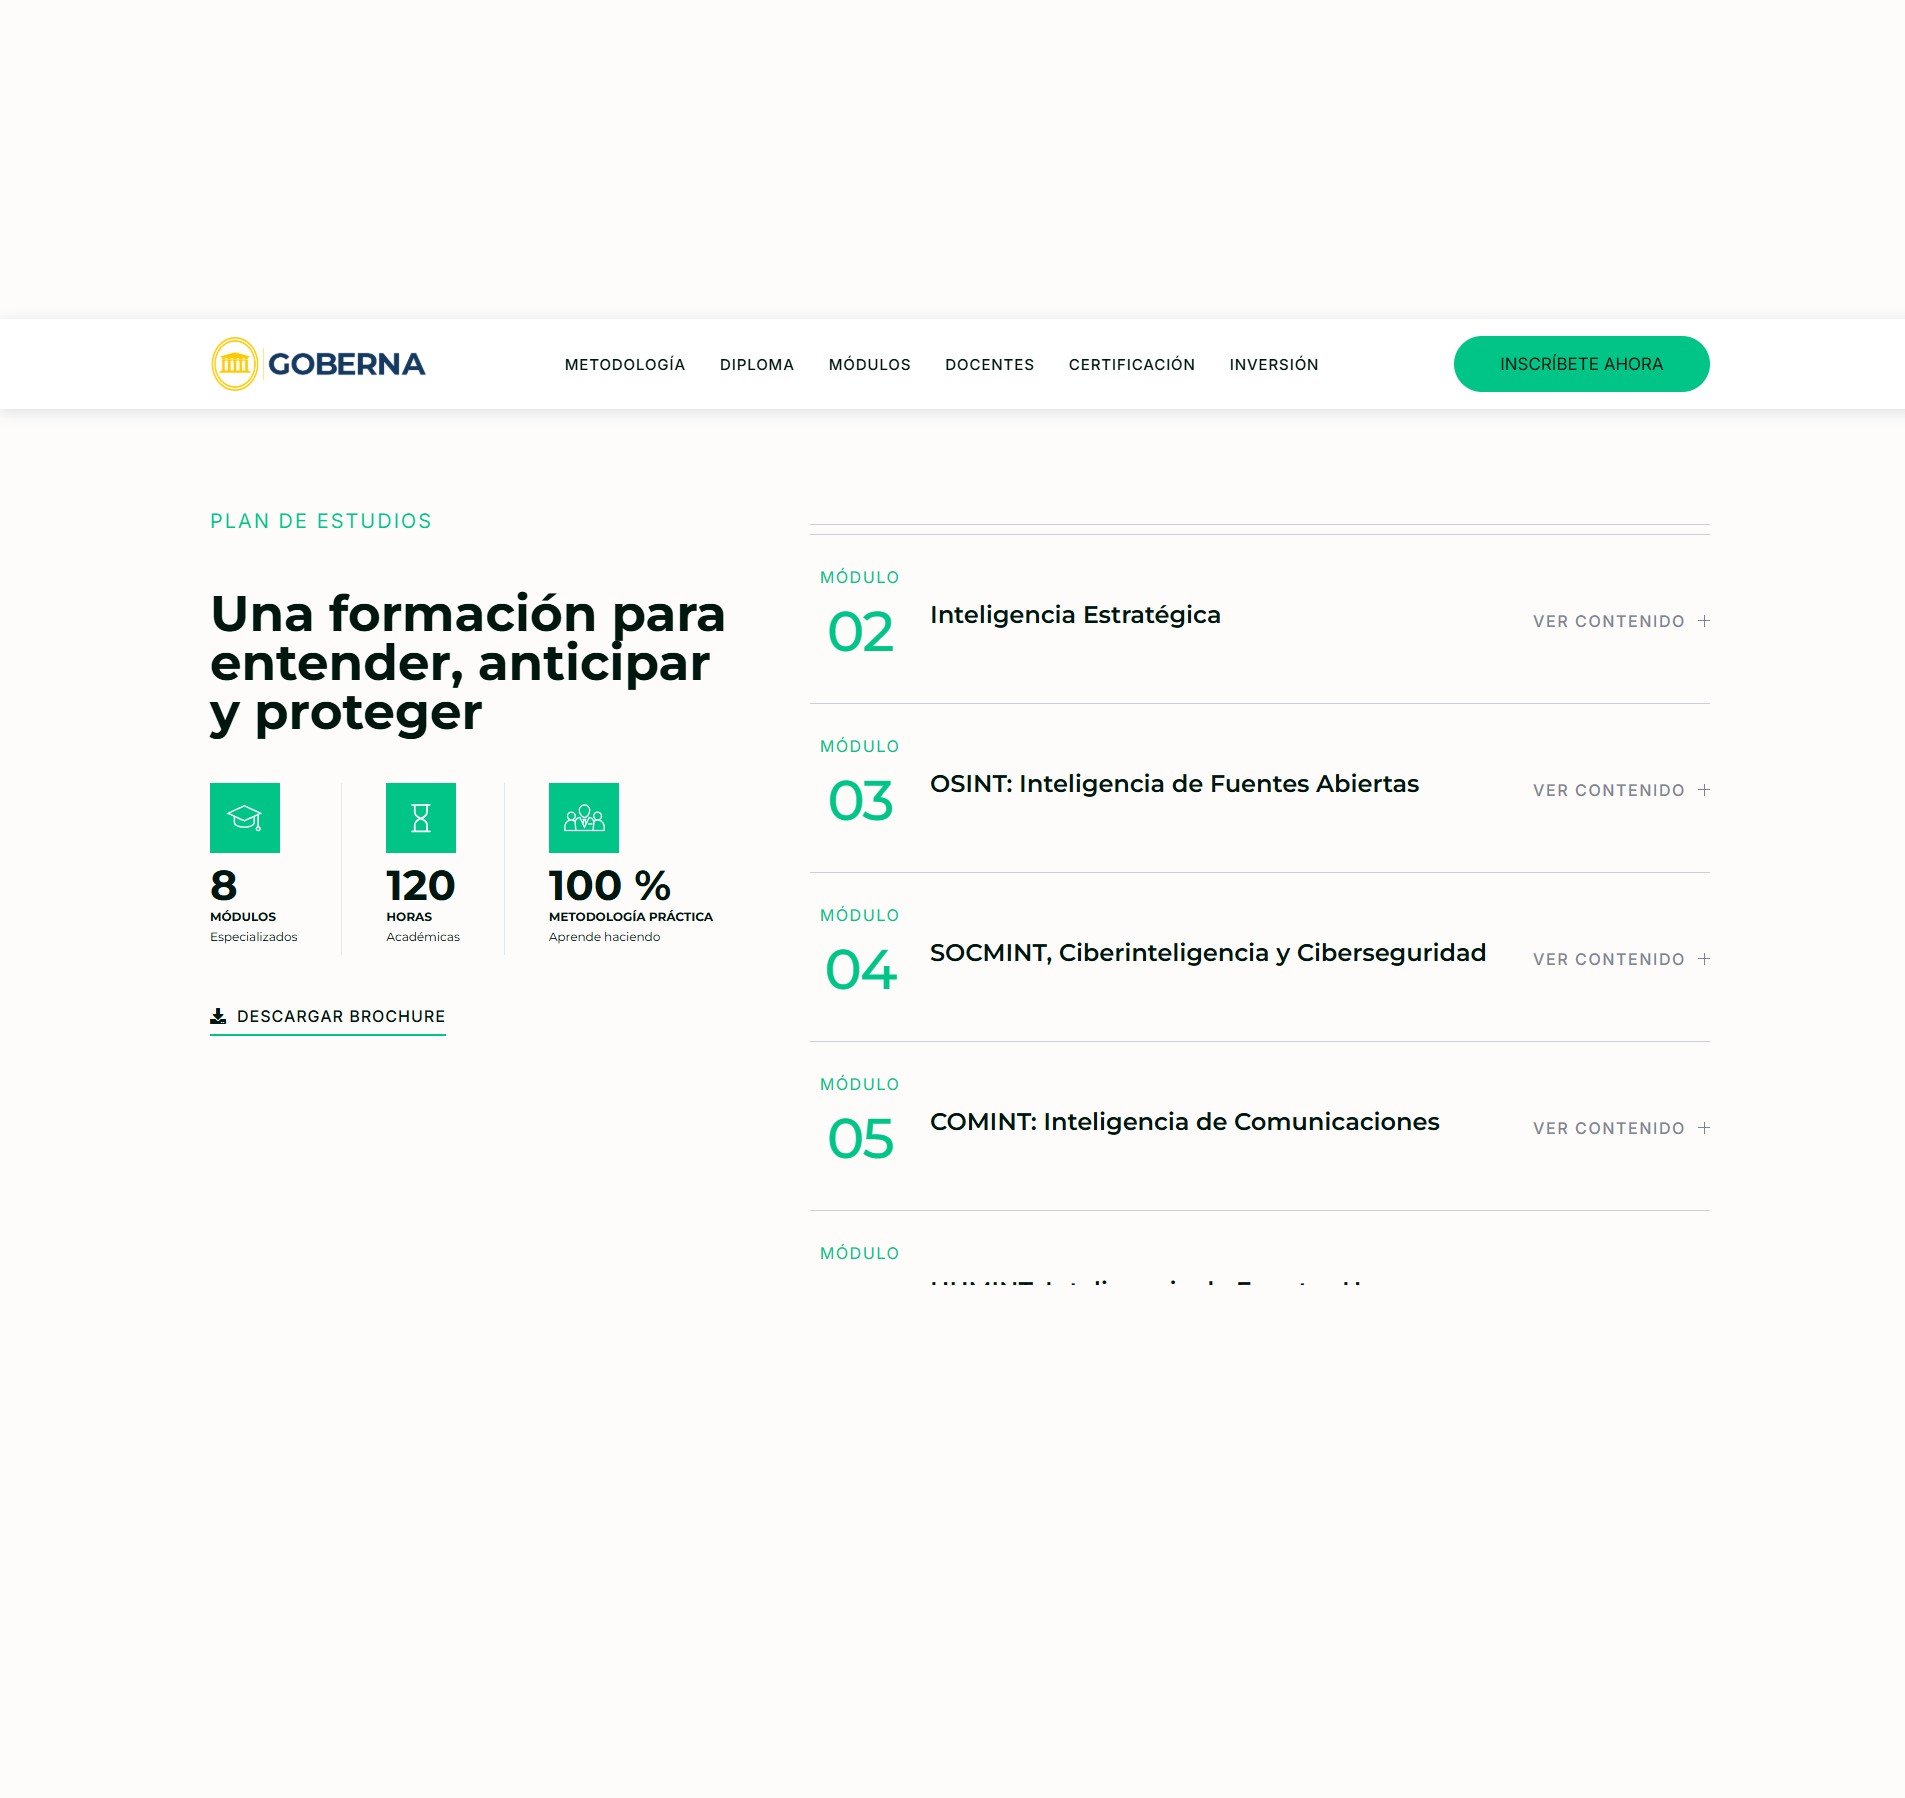 GOBERNA
METODOLOGÍA DIPLOMA MÓDULOS DOCENTES CERTIFICACIÓN INVERSIÓN
INSCRÍBETE AHORA
PLAN DE ESTUDIOS
Una formación para
entender, anticipar
y proteger
8
MÓDULOS
Especializados
120
HORAS
Académicas
100 %
METODOLOGÍA PRÁCTICA
Aprende haciendo
DESCARGAR BROCHURE
MÓDULO
02
Inteligencia Estratégica
VER CONTENIDO +
MÓDULO
03
OSINT: Inteligencia de Fuentes Abiertas
VER CONTENIDO +
MÓDULO
04
SOCMINT, Ciberinteligencia y Ciberseguridad
VER CONTENIDO +
MÓDULO
05
COMINT: Inteligencia de Comunicaciones
VER CONTENIDO +
MÓDULO